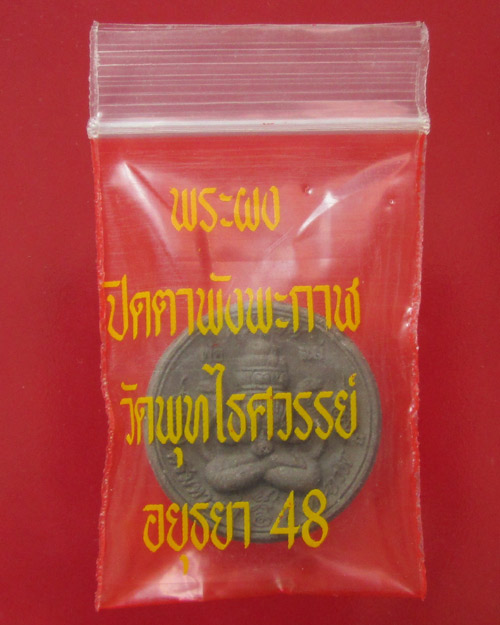 พระผง
ปิดตาพังพะกาฬ
วัดพุทไธศวรรย์
อยุธยา 48